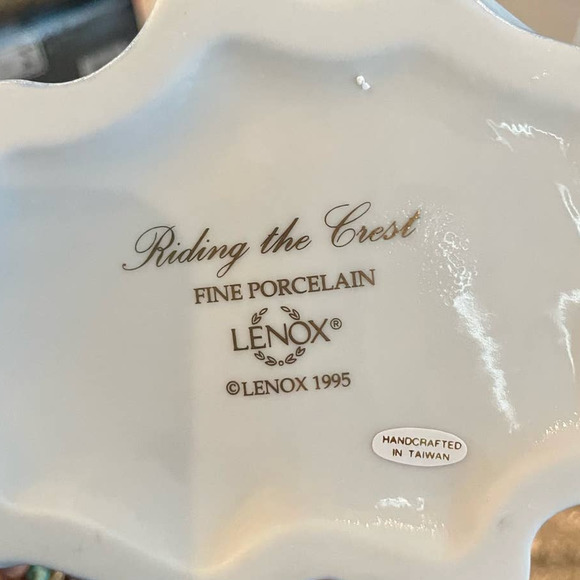 Riding the Crest
FINE PORCELAIN
LENOX®
©LENOX 1995
HANDCRAFTED
IN TAIWAN